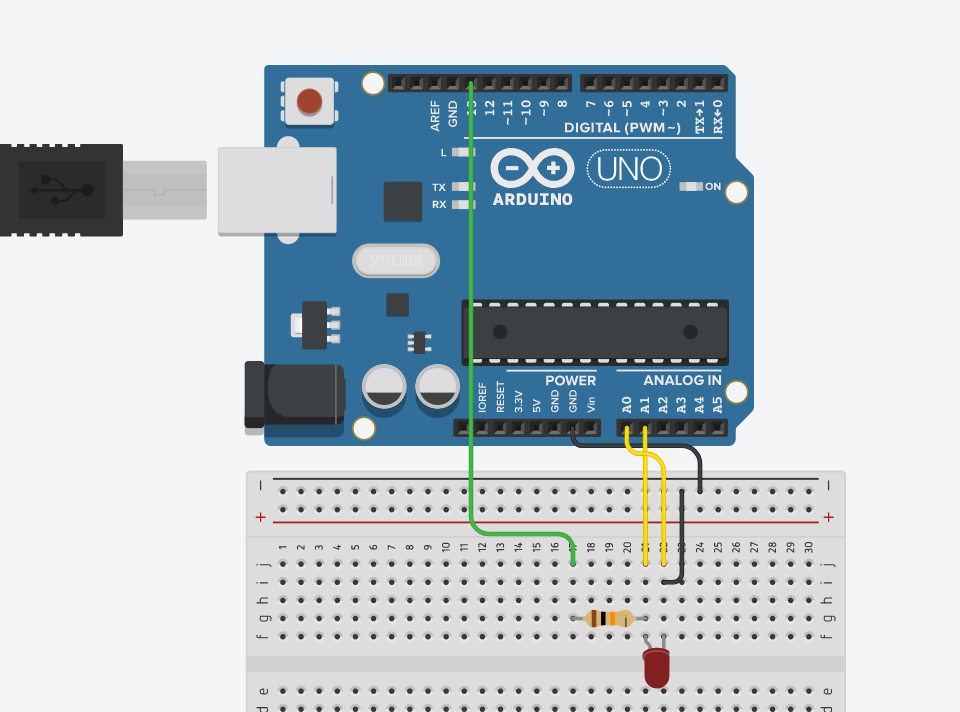 AREF
GND
13
12
~11
~10
~9
8
7
~6
~5
4
~3
2
TX→1
RX←0
DIGITAL (PWM~)
L
TX
RX
UNO
ON
ARDUINO
SPK16.000G
POWER
ANALOG IN
IOREF
RESET
3.3V
5V
GND
GND
Vin
A0
A1
A2
A3
A4
A5
1 2 3 4 5 6 7 8 9 10 11 12 13 14 15 16 17 18 19 20 21 22 23 24 25 26 27 28 29 30
j j
i i
h h
g g
f f
e e
d d